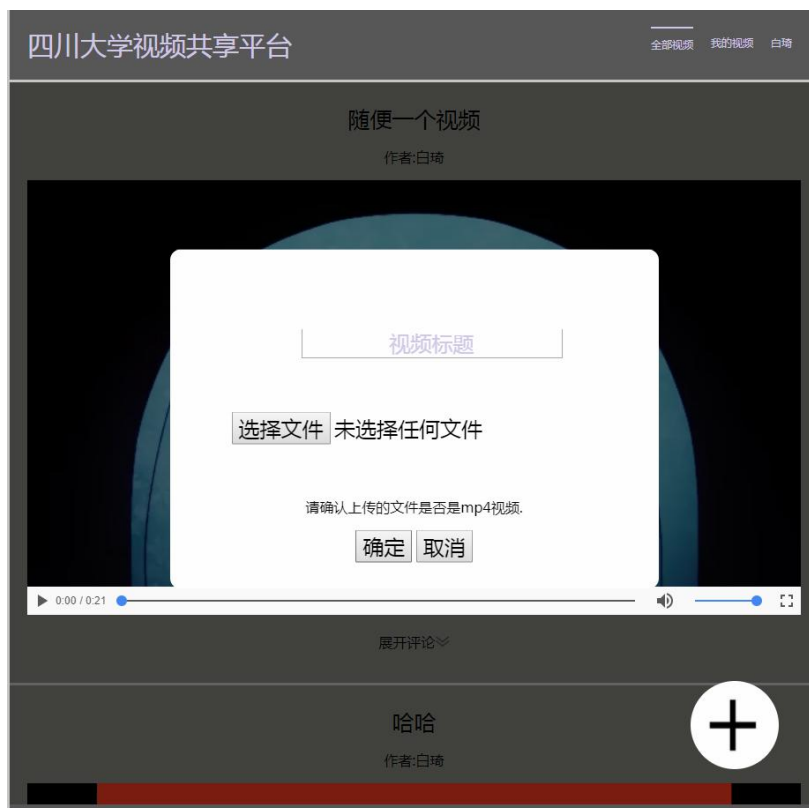 四川大学视频共享平台
全部视频 我的视频 白琦
随便一个视频
作者:白琦
视频标题
选择文件 未选择任何文件
请确认上传的文件是否是mp4视频.
确定 取消
0:00 / 0:21
展开评论
哈哈
作者:白琦